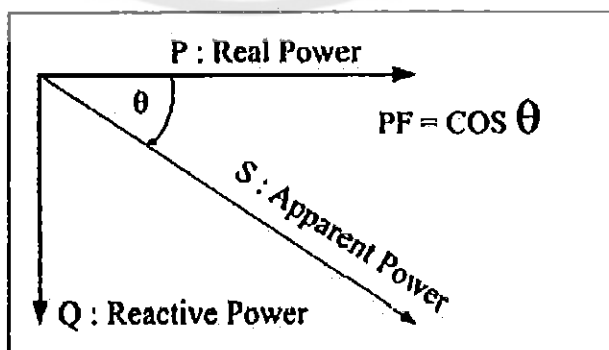 P : Real Power
θ
PF = COS θ
S : Apparent Power
Q : Reactive Power